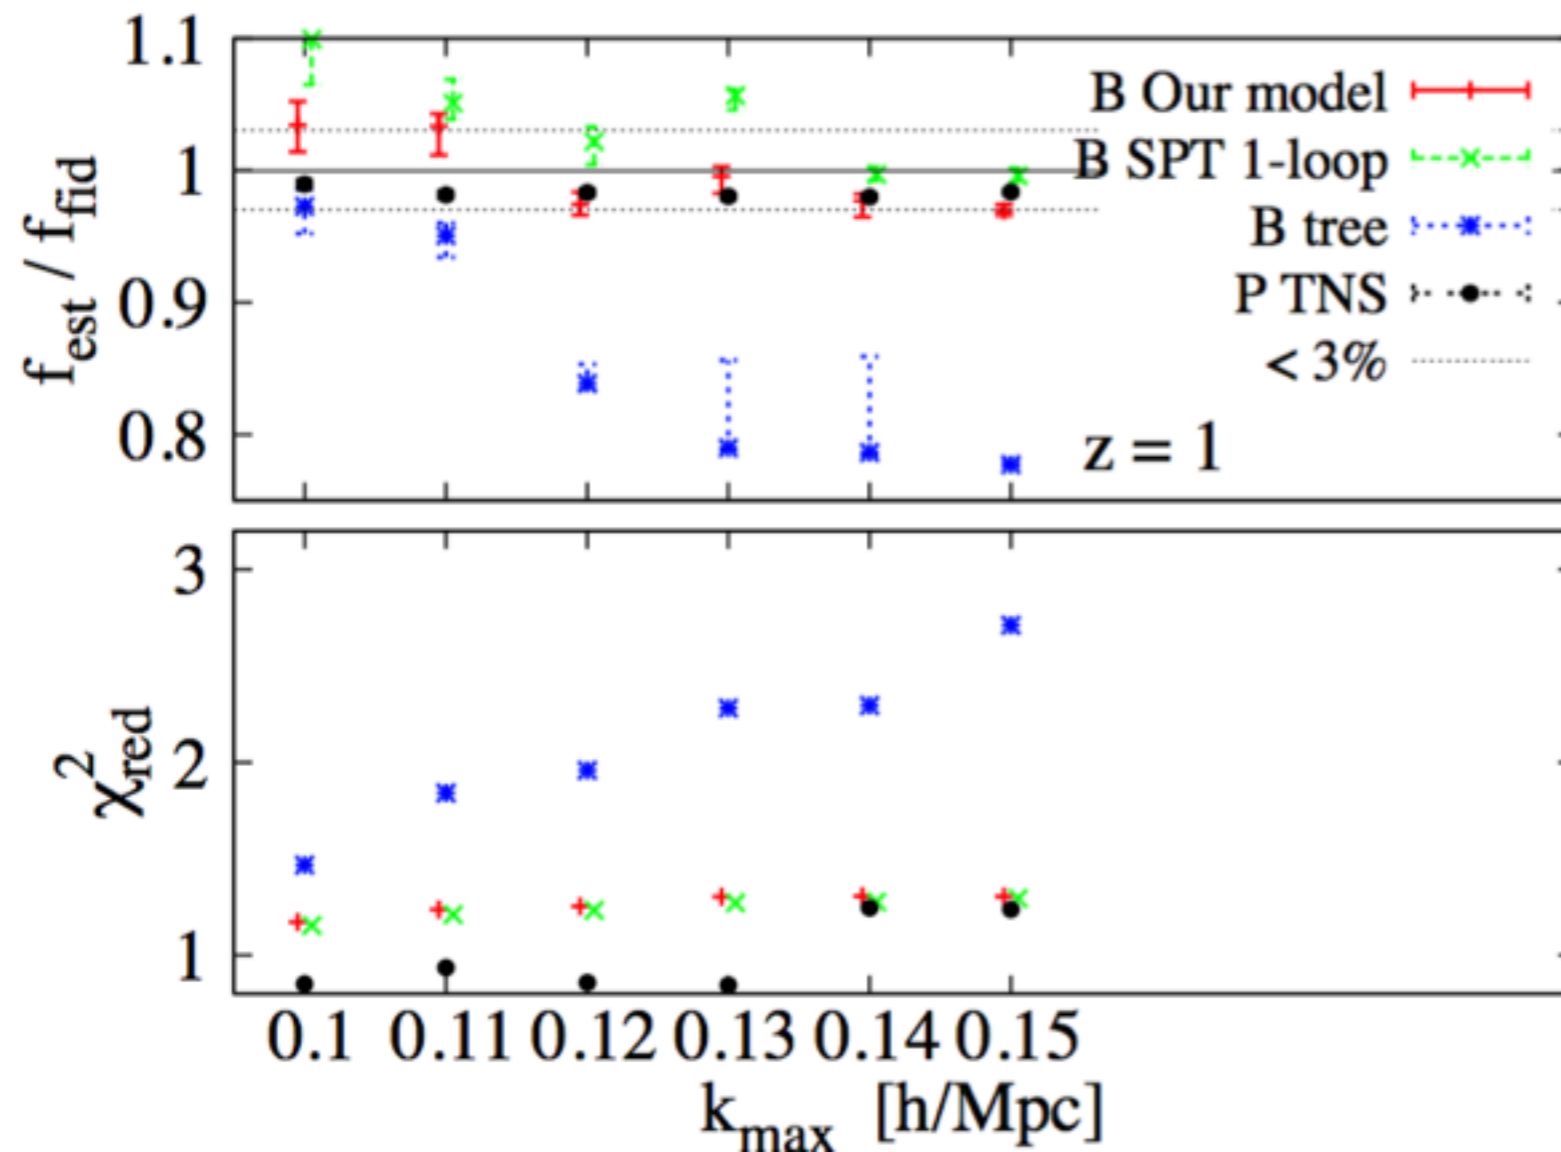 1.1
1
0.9
0.8
f_est / f_fid
B Our model
B SPT 1-loop
B tree
P TNS
< 3%
z = 1
3
2
1
χ²_red
0.1 0.11 0.12 0.13 0.14 0.15
k_max [h/Mpc]